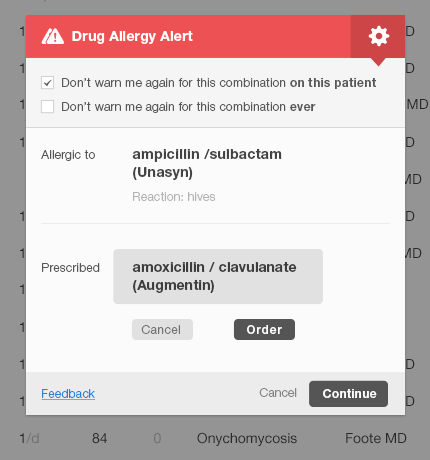 Drug Allergy Alert
Don't warn me again for this combination on this patient
Don't warn me again for this combination ever
Allergic to
ampicillin /sulbactam
(Unasyn)
Reaction: hives
Prescribed
amoxicillin / clavulanate
(Augmentin)
Cancel Order
Feedback Cancel Continue
1/d 84 0 Onychomycosis Foote MD